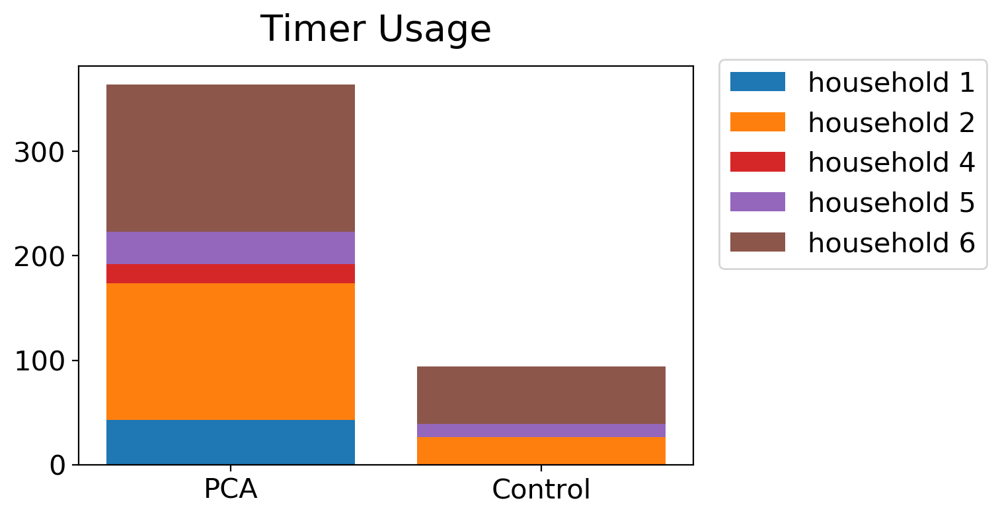 Timer Usage
300
200
100
0
PCA
Control
household 1
household 2
household 4
household 5
household 6